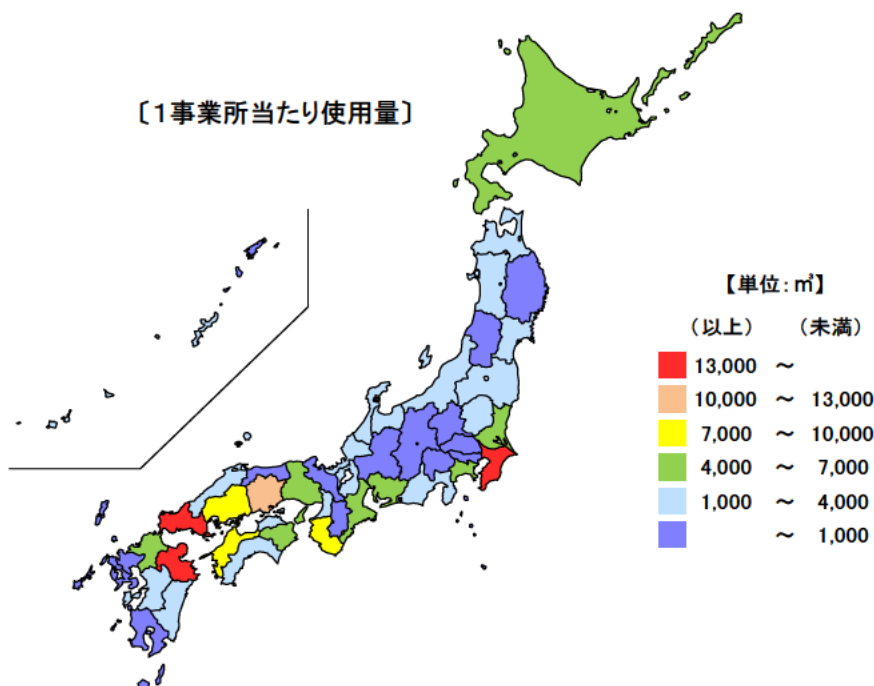 〔１事業所当たり使用量〕
【単位：㎥】
（以上）　（未満）
13,000 ～
10,000 ～ 13,000
7,000 ～ 10,000
4,000 ～ 7,000
1,000 ～ 4,000
～ 1,000